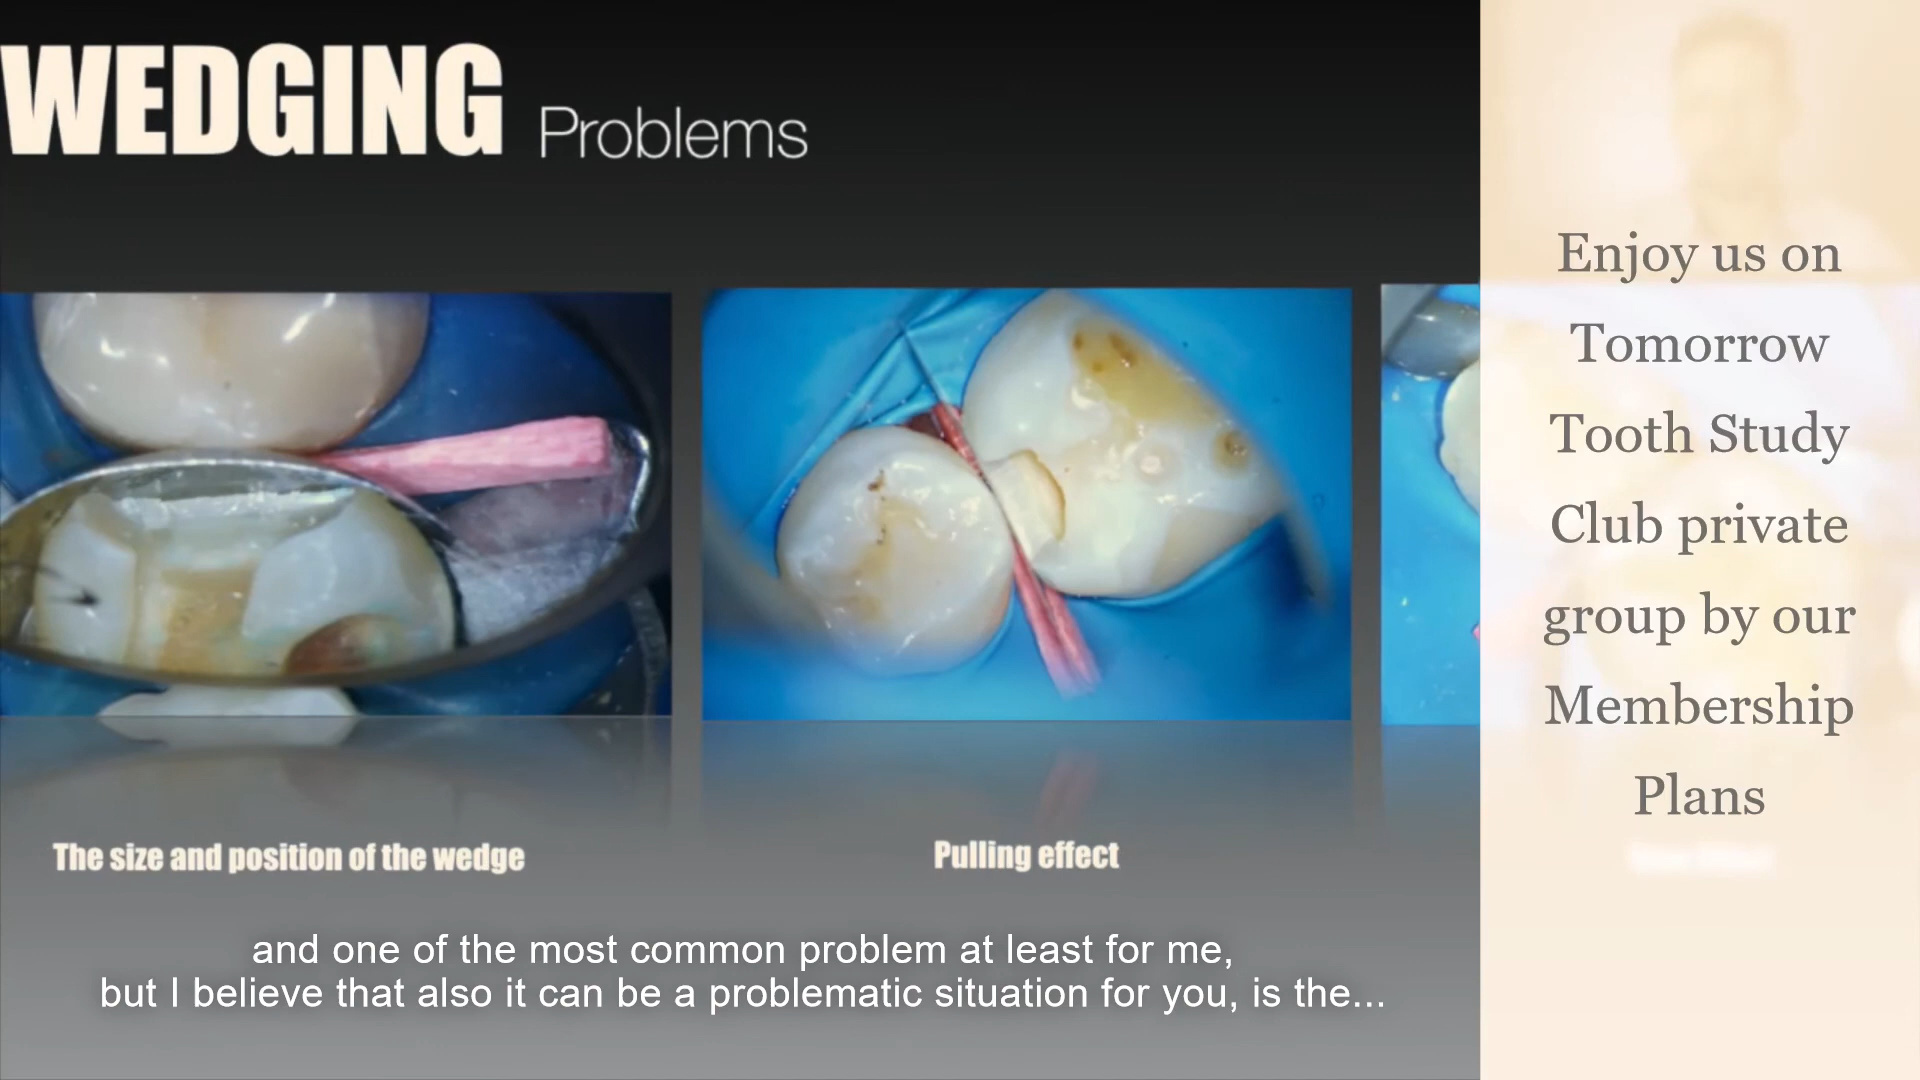 WEDGING Problems
The size and position of the wedge
Pulling effect
and one of the most common problem at least for me,
but I believe that also it can be a problematic situation for you, is the...
Enjoy us on
Tomorrow
Tooth Study
Club private
group by our
Membership
Plans